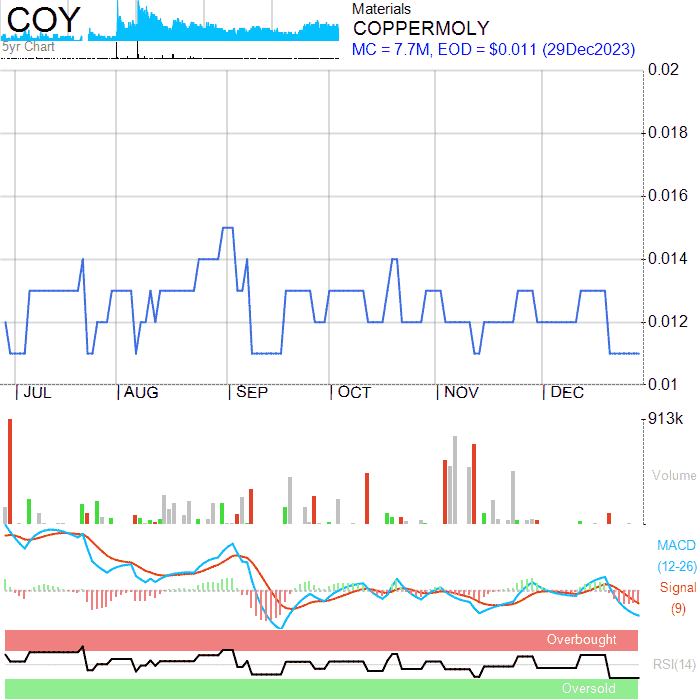 COY
5yr Chart
Materials
COPPERMOLY
MC = 7.7M, EOD = $0.011 (29Dec2023)
0.02
0.018
0.016
0.014
0.012
0.01
JUL AUG SEP OCT NOV DEC
913k
Volume
MACD
(12-26)
Signal
(9)
Overbought
RSI(14)
Oversold